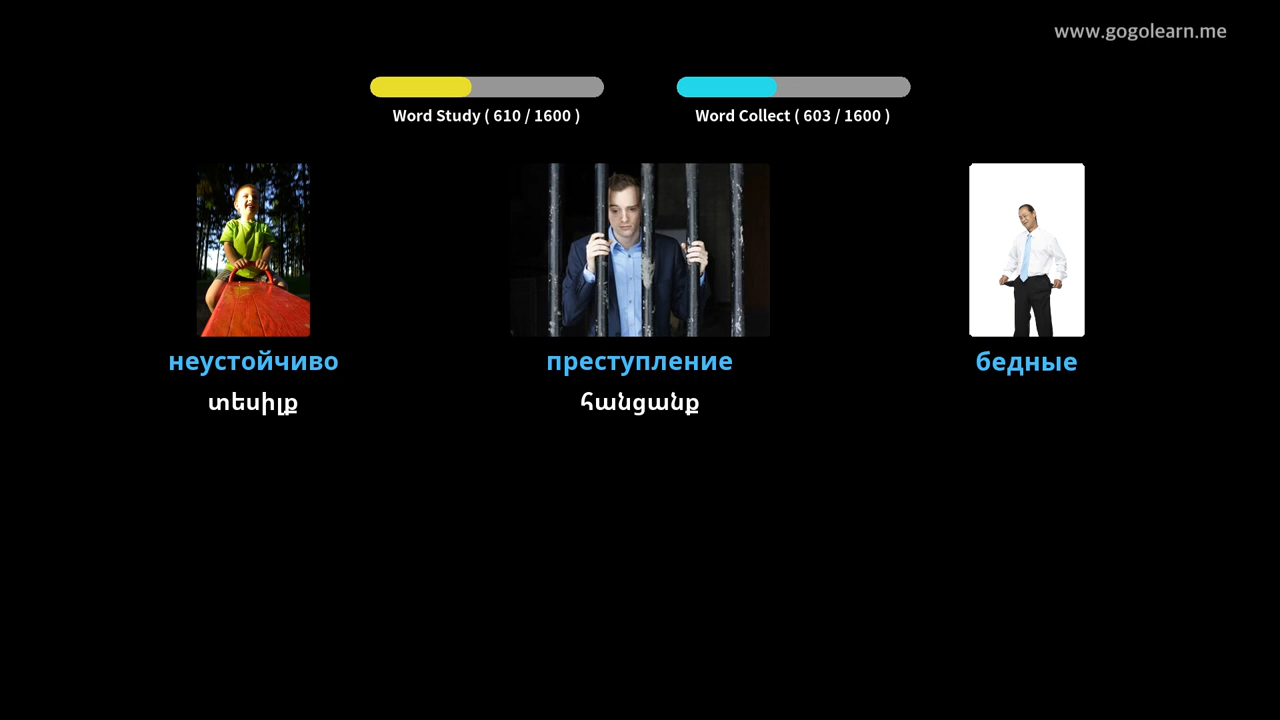 www.gogolearn.me
Word Study ( 610 / 1600 )
Word Collect ( 603 / 1600 )
неустойчиво
преступление
бедные
տեսիլք
հանցանք